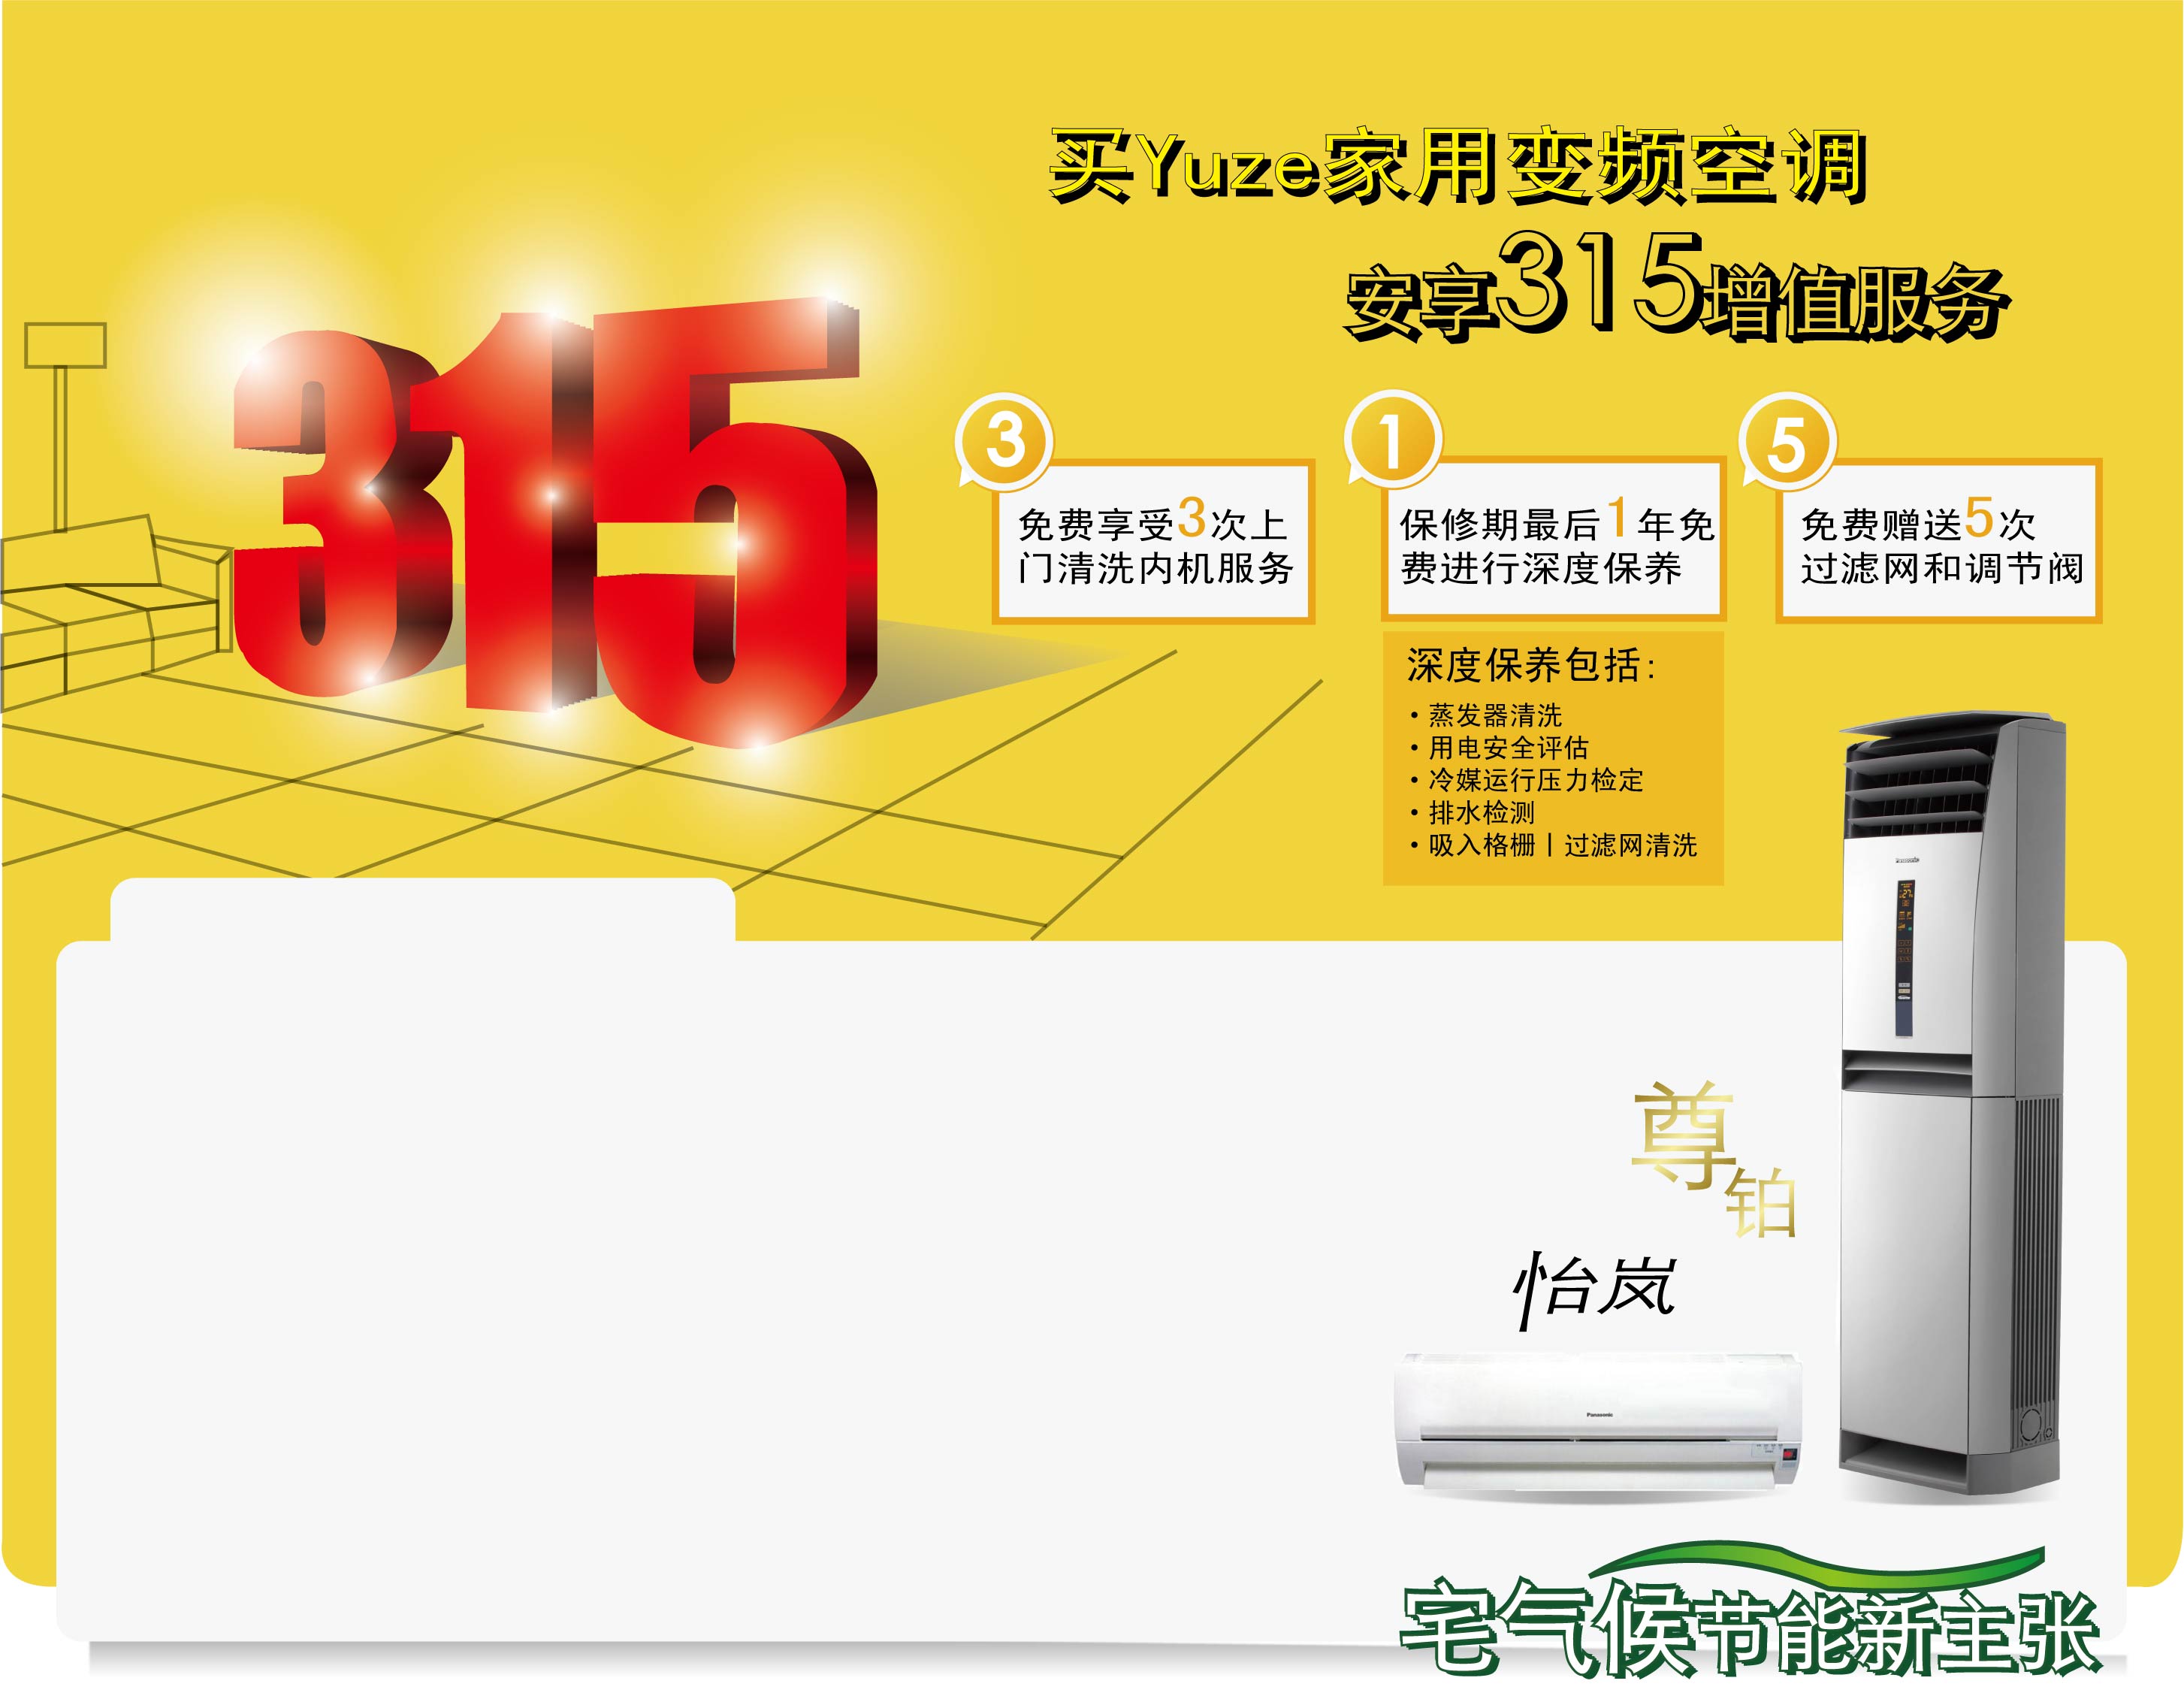 买Yuze家用变频空调
安享315增值服务
315
3
免费享受3次上
门清洗内机服务
1
保修期最后1年免
费进行深度保养
5
免费赠送5次
过滤网和调节阀
深度保养包括：
·蒸发器清洗
·用电安全评估
·冷媒运行压力检定
·排水检测
·吸入格栅丨过滤网清洗
Panasonic
尊
铂
怡岚
Panasonic
宅气候节能新主张